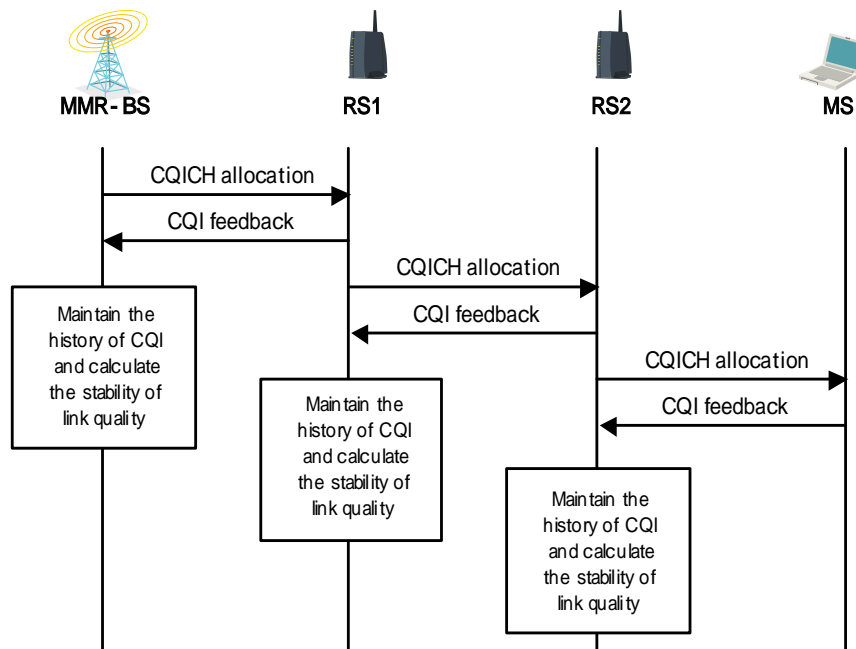 MMR - BS
RS1
RS2
MS
CQICH allocation
CQI feedback
CQICH allocation
CQI feedback
CQICH allocation
CQI feedback
Maintain the
history of CQI
and calculate
the stability of
link quality
Maintain the
history of CQI
and calculate
the stability of
link quality
Maintain the
history of CQI
and calculate
the stability of
link quality